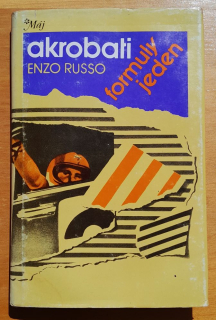 Máj
akrobati
ENZO RUSSO
formuly
jeden